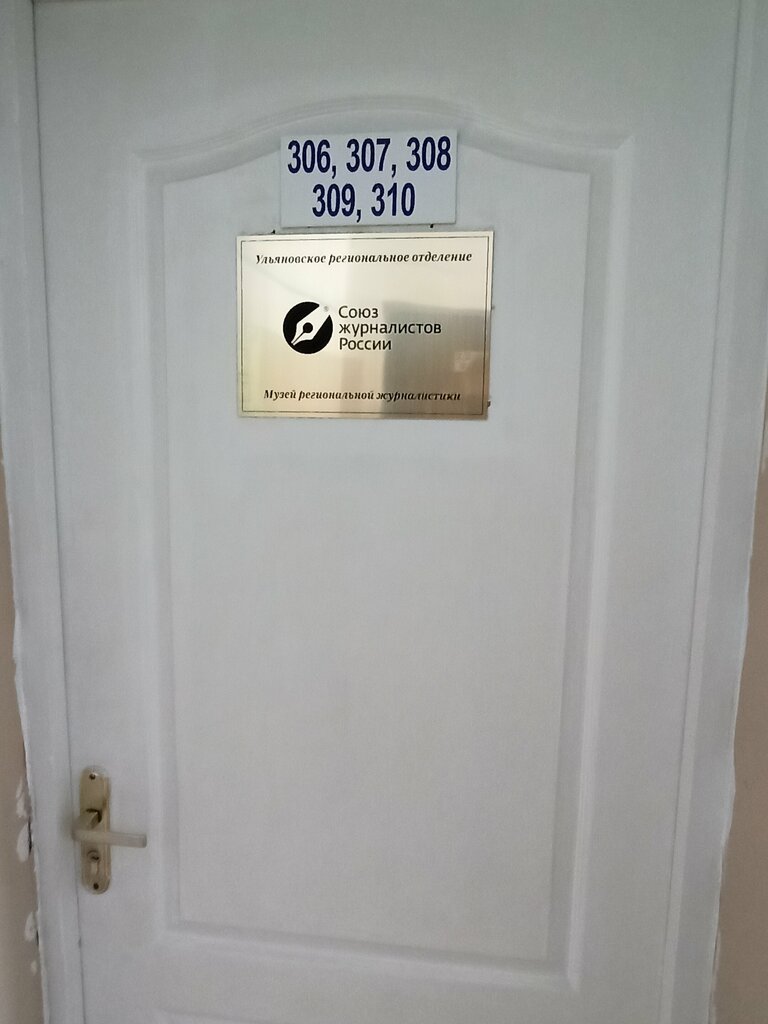 306, 307, 308
309, 310
Ульяновское региональное отделение
Союз
журналистов
России
Музей региональной журналистики